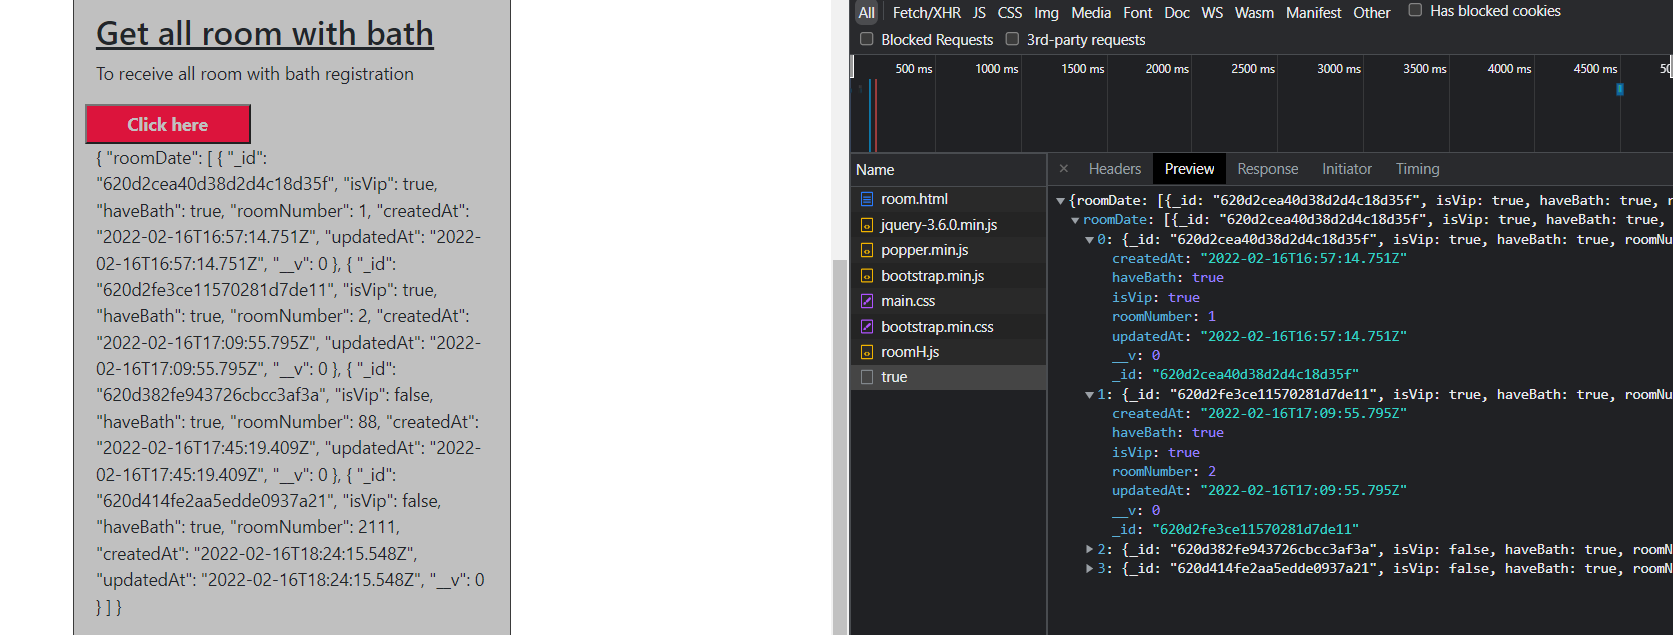 Get all room with bath
To receive all room with bath registration
Click here
{ "roomDate": [ { "_id":
"620d2cea40d38d2d4c18d35f", "isVip": true,
"haveBath": true, "roomNumber": 1, "createdAt":
"2022-02-16T16:57:14.751Z", "updatedAt": "2022-
02-16T16:57:14.751Z", "__v": 0 }, { "_id":
"620d2fe3ce11570281d7de11", "isVip": true,
"haveBath": true, "roomNumber": 2, "createdAt":
"2022-02-16T17:09:55.795Z", "updatedAt": "2022-
02-16T17:09:55.795Z", "__v": 0 }, { "_id":
"620d382fe943726cbcc3af3a", "isVip": false,
"haveBath": true, "roomNumber": 88, "createdAt":
"2022-02-16T17:45:19.409Z", "updatedAt": "2022-
02-16T17:45:19.409Z", "__v": 0 }, { "_id":
"620d414fe2aa5edde0937a21", "isVip": false,
"haveBath": true, "roomNumber": 2111,
"createdAt": "2022-02-16T18:24:15.548Z",
"updatedAt": "2022-02-16T18:24:15.548Z", "__v": 0
} ] }
All Fetch/XHR JS CSS Img Media Font Doc WS Wasm Manifest Other Has blocked cookies
Blocked Requests 3rd-party requests
500 ms 1000 ms 1500 ms 2000 ms 2500 ms 3000 ms 3500 ms 4000 ms 4500 ms
Name
room.html
jquery-3.6.0.min.js
popper.min.js
bootstrap.min.js
main.css
bootstrap.min.css
roomH.js
true
× Headers Preview Response Initiator Timing
▼{roomDate: [{_id: "620d2cea40d38d2d4c18d35f", isVip: true, haveBath: true, r
▼roomDate: [{_id: "620d2cea40d38d2d4c18d35f", isVip: true, haveBath: true,
▼0: {_id: "620d2cea40d38d2d4c18d35f", isVip: true, haveBath: true, roomNu
createdAt: "2022-02-16T16:57:14.751Z"
haveBath: true
isVip: true
roomNumber: 1
updatedAt: "2022-02-16T16:57:14.751Z"
__v: 0
_id: "620d2cea40d38d2d4c18d35f"
▼1: {_id: "620d2fe3ce11570281d7de11", isVip: true, haveBath: true, roomNu
createdAt: "2022-02-16T17:09:55.795Z"
haveBath: true
isVip: true
roomNumber: 2
updatedAt: "2022-02-16T17:09:55.795Z"
__v: 0
_id: "620d2fe3ce11570281d7de11"
▶2: {_id: "620d382fe943726cbcc3af3a", isVip: false, haveBath: true, roomN
▶3: {_id: "620d414fe2aa5edde0937a21", isVip: false, haveBath: true, roomN